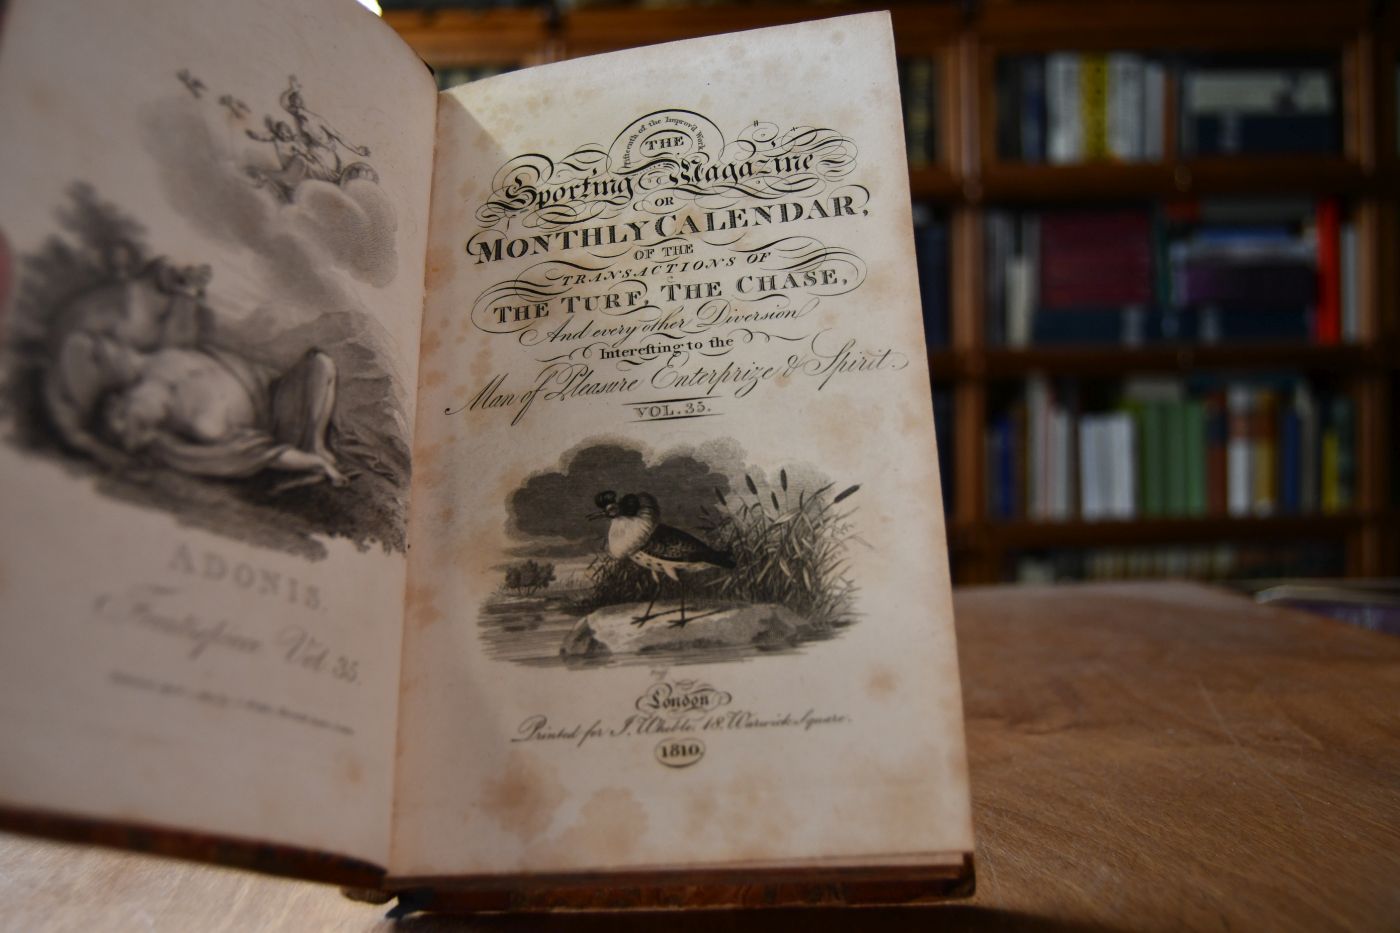 ADONIS.
Frontispiece Vol. 35.
Fifteenth of the Improv'd Work
THE
Sporting Magazine
OR
MONTHLY CALENDAR,
OF THE
TRANSACTIONS OF
THE TURF, THE CHASE,
And every other Diversion
Interesting to the
Man of Pleasure Enterprize & Spirit.
VOL. 35.
London
Printed for J. Wheble, 18, Warwick Square.
1810.